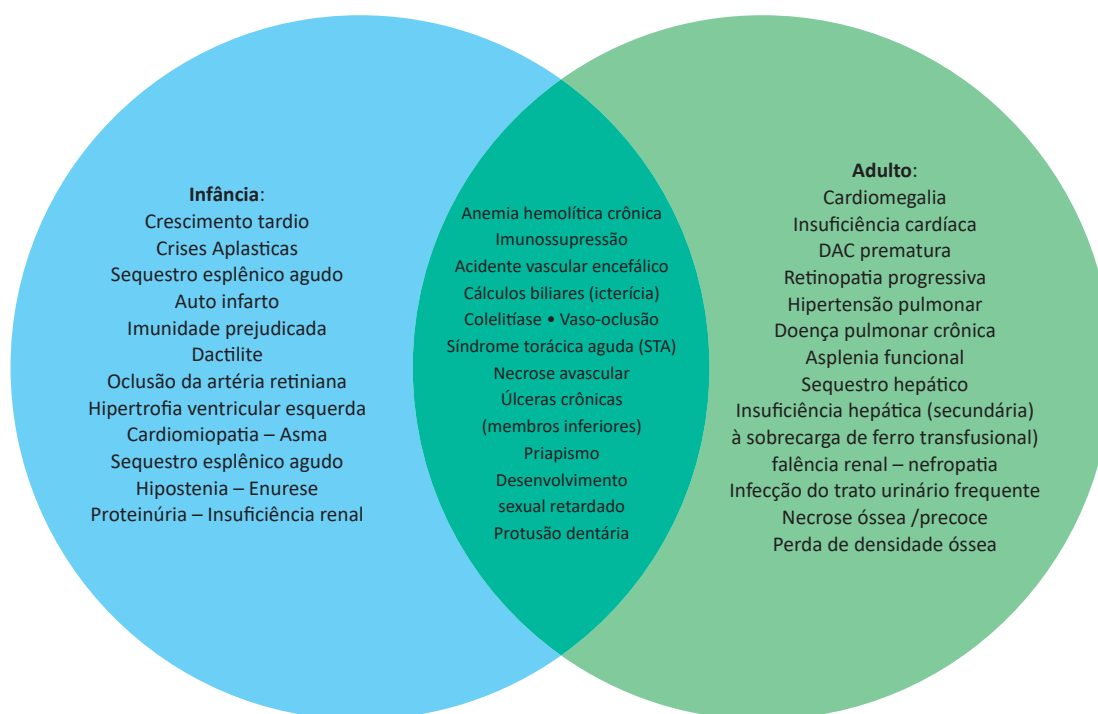 Infância:
Crescimento tardio
Crises Aplasticas
Sequestro esplênico agudo
Auto infarto
Imunidade prejudicada
Dactilite
Oclusão da artéria retiniana
Hipertrofia ventricular esquerda
Cardiomiopatia – Asma
Sequestro esplênico agudo
Hipostenia – Enurese
Proteinúria – Insuficiência renal
Anemia hemolítica crônica
Imunossupressão
Acidente vascular encefálico
Cálculos biliares (icterícia)
Colelitíase • Vaso-oclusão
Síndrome torácica aguda (STA)
Necrose avascular
Úlceras crônicas
(membros inferiores)
Priapismo
Desenvolvimento
sexual retardado
Protusão dentária
Adulto:
Cardiomegalia
Insuficiência cardíaca
DAC prematura
Retinopatia progressiva
Hipertensão pulmonar
Doença pulmonar crônica
Asplenia funcional
Sequestro hepático
Insuficiência hepática (secundária)
à sobrecarga de ferro transfusional)
falência renal – nefropatia
Infecção do trato urinário frequente
Necrose óssea /precoce
Perda de densidade óssea